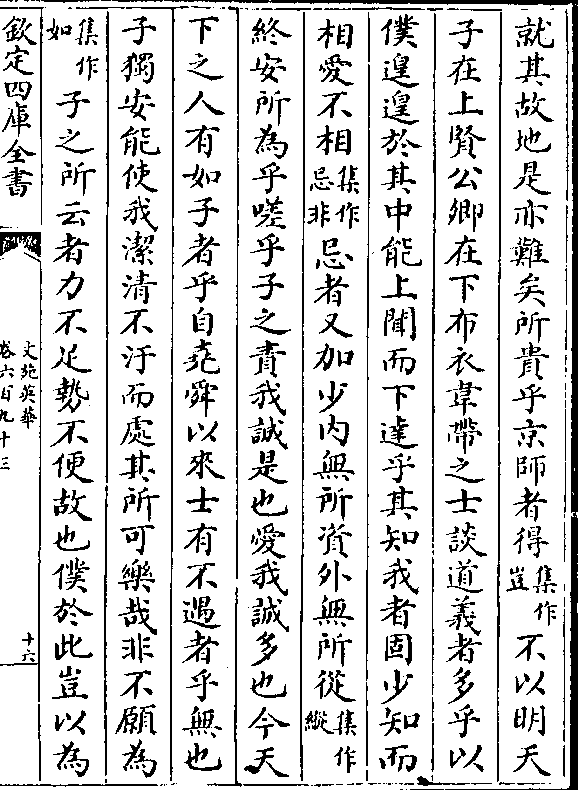 就其故地是亦難矣所貴乎京師者得集作豈不以明天
子在上賢公卿在下布衣韋帶之士談道義者多乎以
僕遑遑於其中能上聞而下達乎其知我者固少知而
相愛不相集作忌非忌者又加少内無所資外無所從集作縱
終安所為乎嗟乎子之責我誠是也愛我誠多也今天
下之人有如子者乎自堯舜以來士有不遇者乎無也
子獨安能使我潔清不汙而處其所可樂哉非不願為
集作如子之所云者力不足勢不便故也僕於此豈以為
欽定四庫全書
文苑英華
卷六百九十三
十六